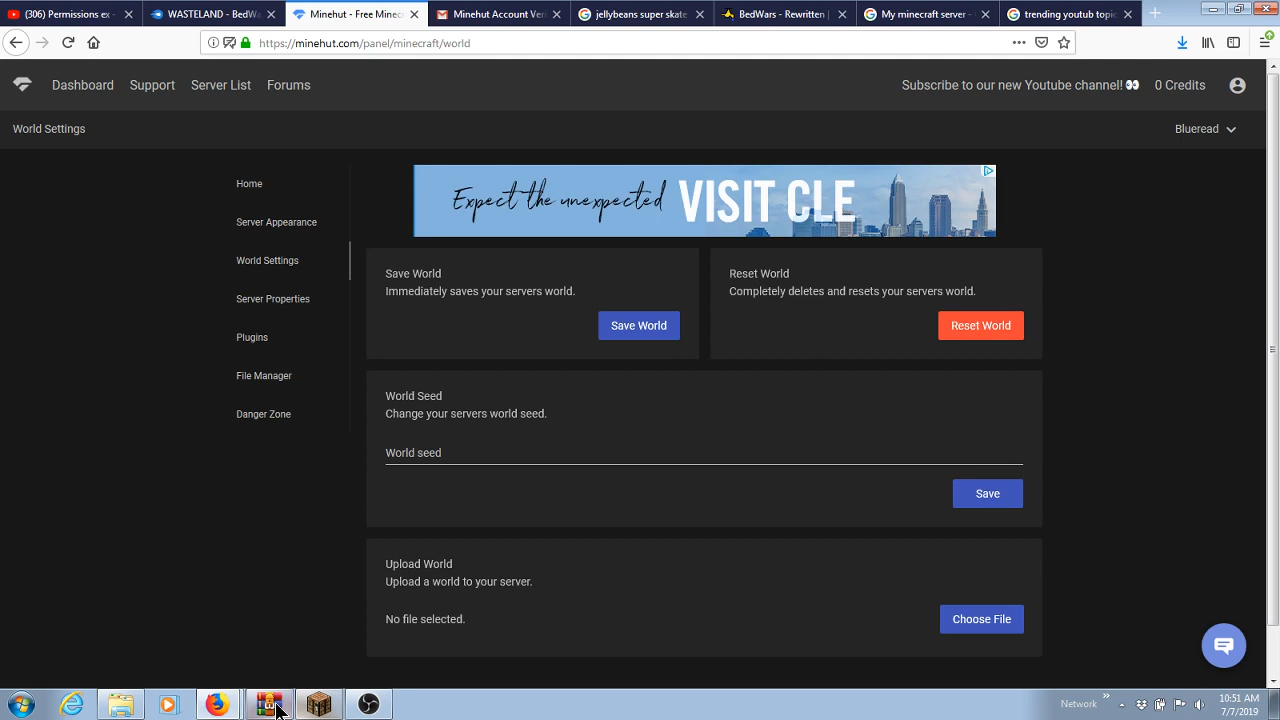 (306) Permissions ex -
WASTELAND - BedWa
Minehut - Free Minecr
Minehut Account Ver
jellybeans super skate
BedWars - Rewritten |
My minecraft server -
trending youtub topic
https://minehut.com/panel/minecraft/world
Dashboard Support Server List Forums
Subscribe to our new Youtube channel! 👀 0 Credits
World Settings
Blueread
Home
Server Appearance
World Settings
Server Properties
Plugins
File Manager
Danger Zone
Expect the unexpected VISIT CLE
Save World
Immediately saves your servers world.
Save World
Reset World
Completely deletes and resets your servers world.
Reset World
World Seed
Change your servers world seed.
World seed
Save
Upload World
Upload a world to your server.
No file selected.
Choose File
Network
10:51 AM
7/7/2019